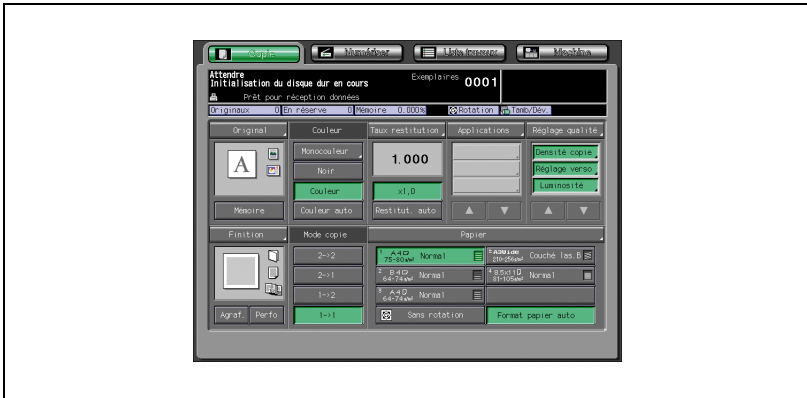 Copie Numériser Liste travaux Machine
Attendre
Initialisation du disque dur en cours
Exemplaires 0001
Prêt pour réception données
Originaux 0 En réserve 0 Mémoire 0.000% Rotation Tamb/Dév.
Original Couleur Taux restitution Applications Réglage qualité
A Monocouleur 1.000 Densité copie
Noir Réglage verso
Couleur x1,0 Luminosité
Mémoire Couleur auto Restitut. auto
Finition Mode copie Papier
2->2 1 A4 75-80g/m² Normal 210-256g/m² Couché las.B
2->1 2 B4 64-74g/m² Normal 4 8.5x11 81-105g/m² Normal
1->2 3 A4 64-74g/m² Normal
Agraf. Perfo 1->1 Sans rotation Format papier auto